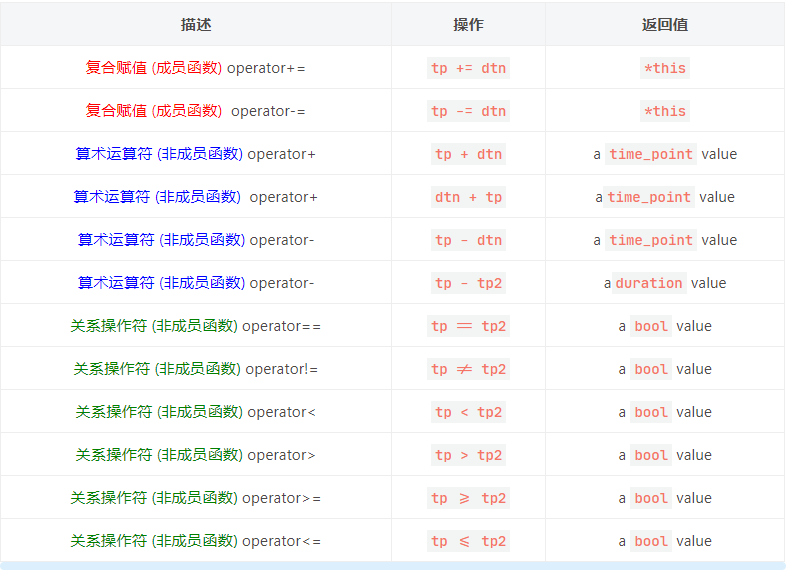 描述 操作 返回值
复合赋值 (成员函数) operator+= tp += dtn *this
复合赋值 (成员函数) operator-= tp -= dtn *this
算术运算符 (非成员函数) operator+ tp + dtn a time_point value
算术运算符 (非成员函数) operator+ dtn + tp a time_point value
算术运算符 (非成员函数) operator- tp - dtn a time_point value
算术运算符 (非成员函数) operator- tp - tp2 a duration value
关系操作符 (非成员函数) operator== tp == tp2 a bool value
关系操作符 (非成员函数) operator!= tp != tp2 a bool value
关系操作符 (非成员函数) operator< tp < tp2 a bool value
关系操作符 (非成员函数) operator> tp > tp2 a bool value
关系操作符 (非成员函数) operator>= tp >= tp2 a bool value
关系操作符 (非成员函数) operator<= tp <= tp2 a bool value